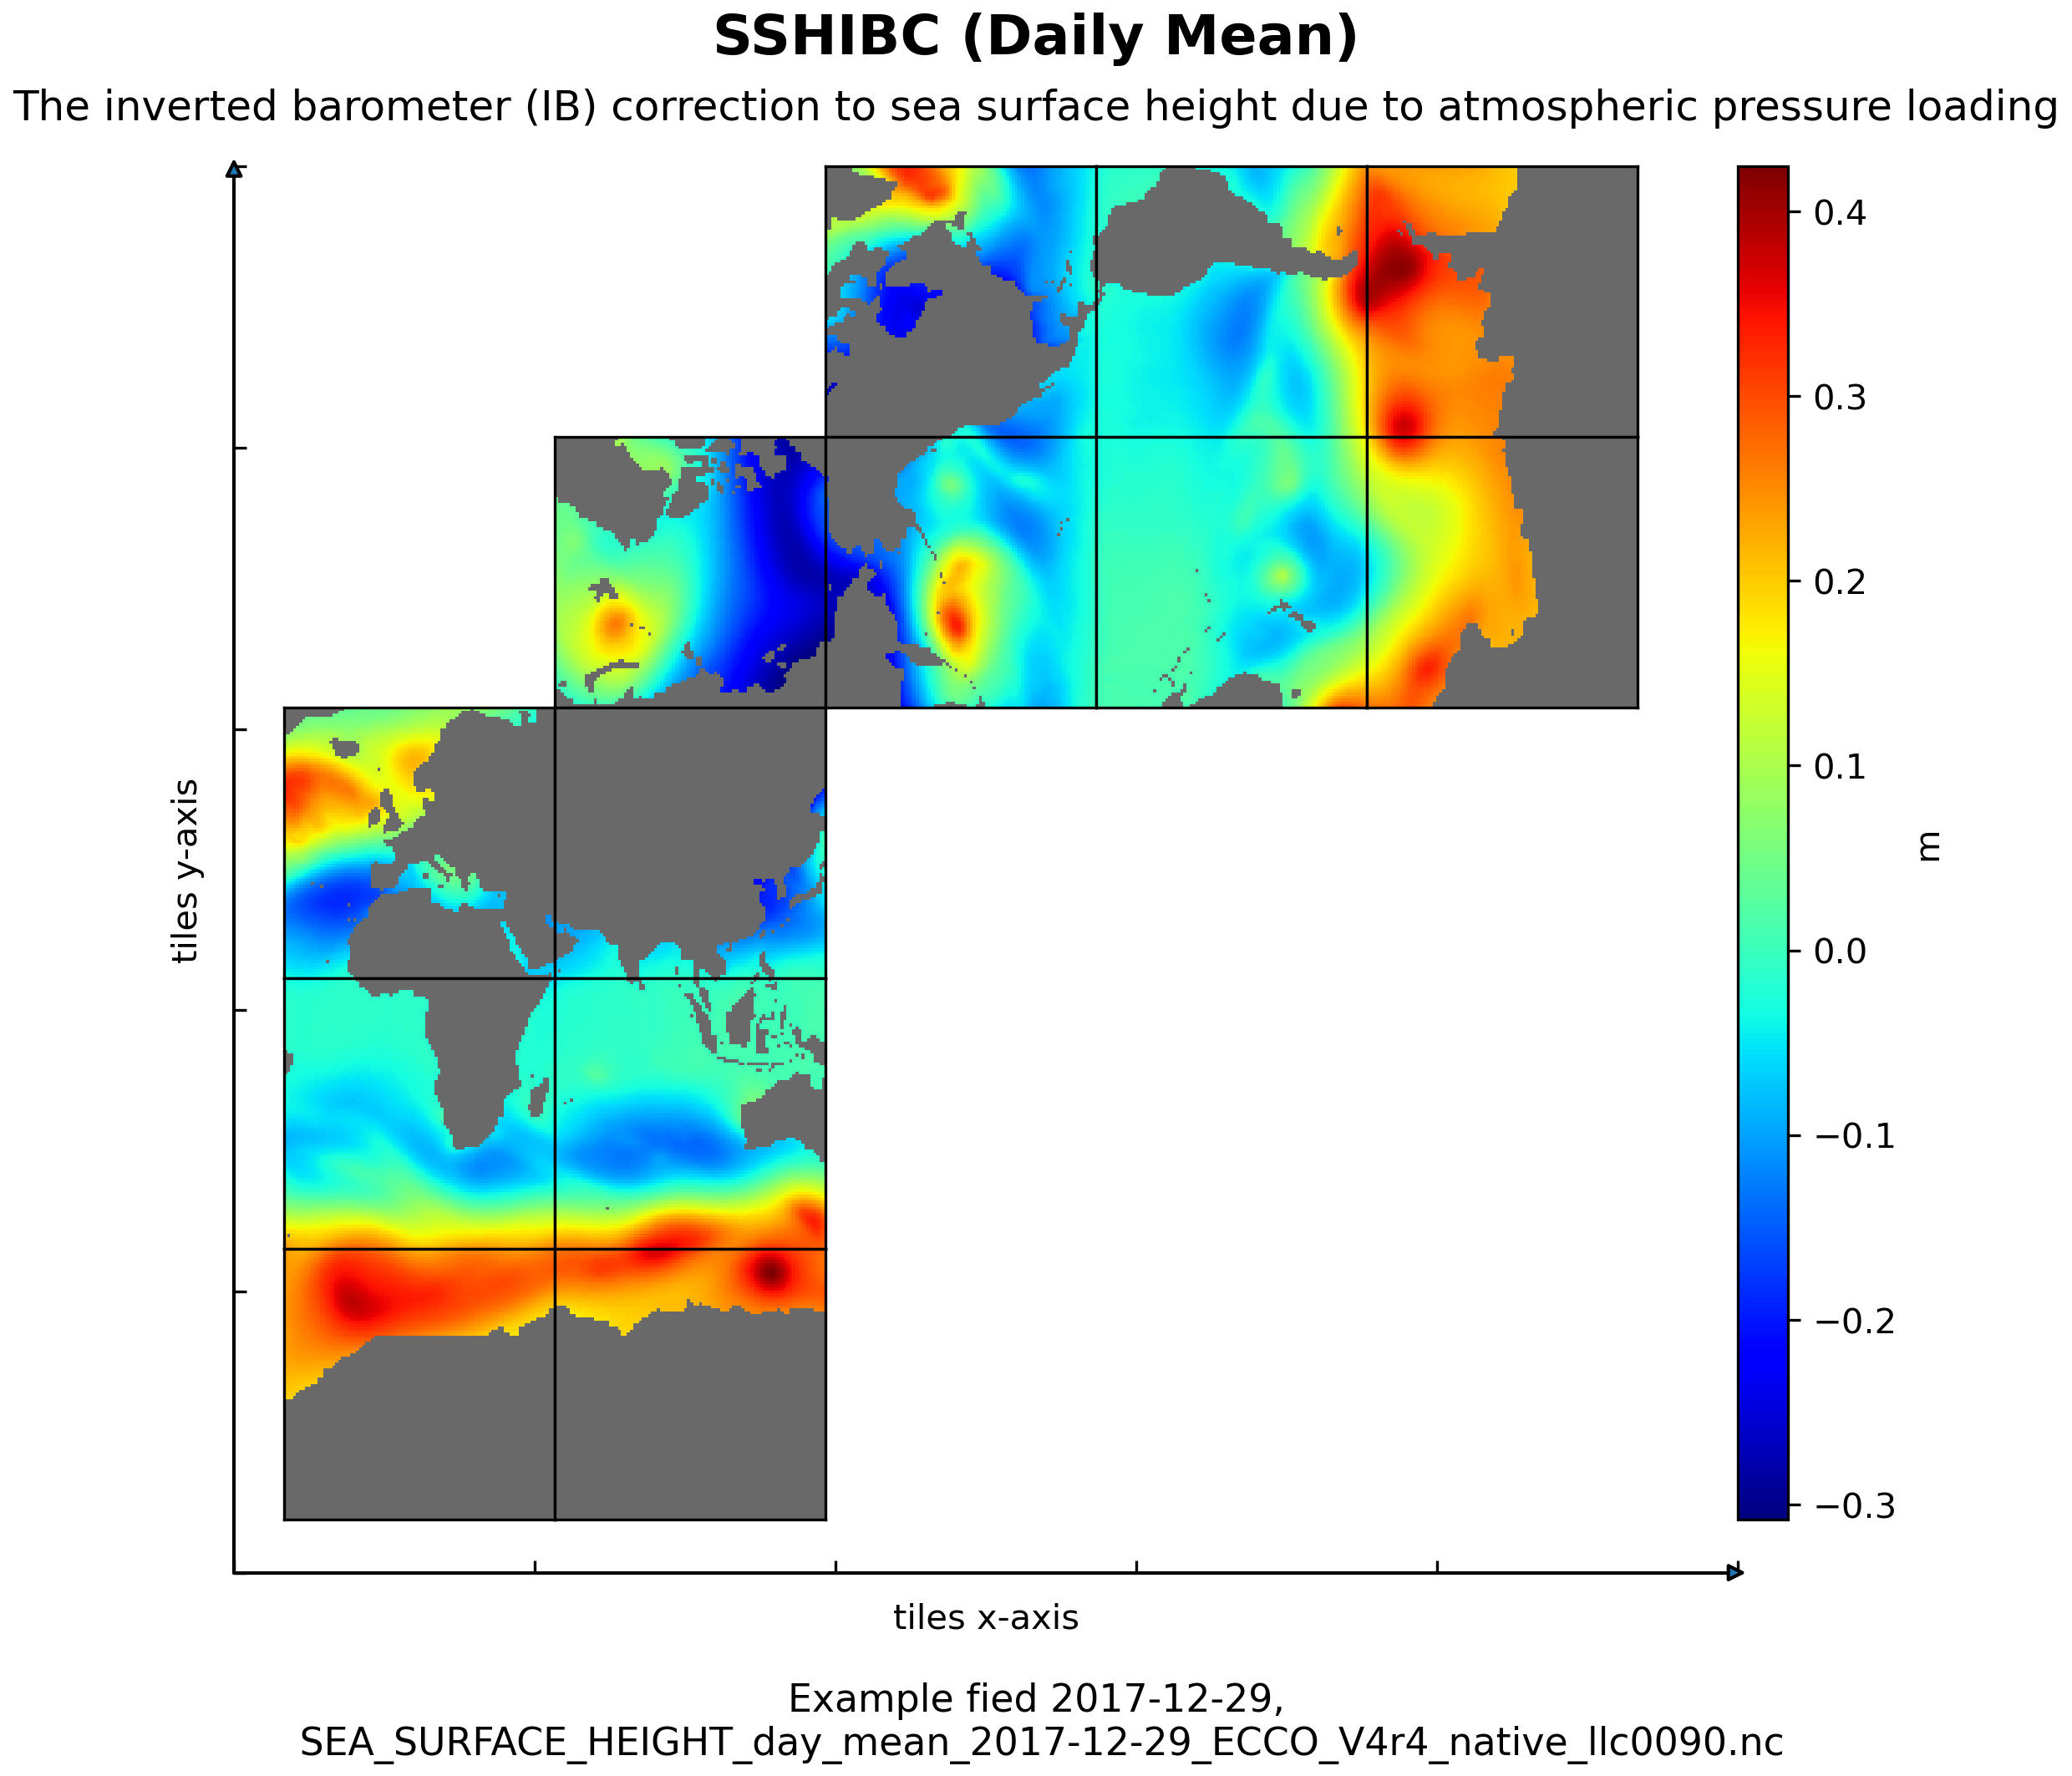 SSHIBC (Daily Mean)
The inverted barometer (IB) correction to sea surface height due to atmospheric pressure loading
tiles y-axis
0.4
0.3
0.2
0.1
0.0
−0.1
−0.2
−0.3
m
tiles x-axis
Example fied 2017-12-29,
SEA_SURFACE_HEIGHT_day_mean_2017-12-29_ECCO_V4r4_native_llc0090.nc